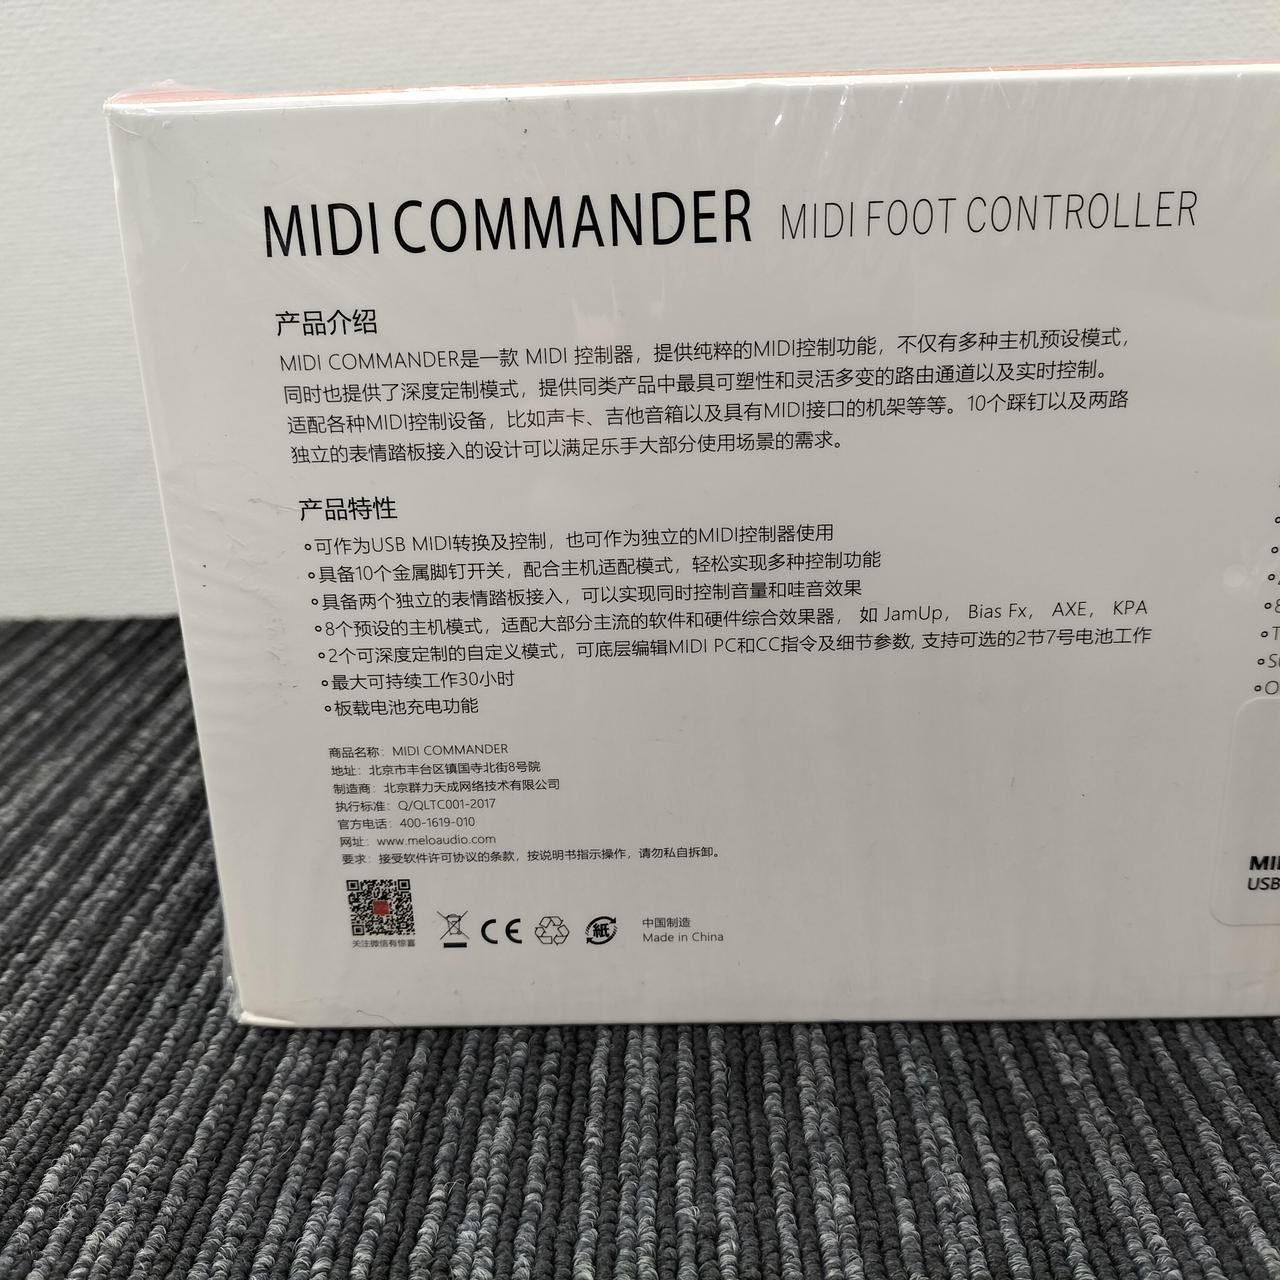 MIDI COMMANDER MIDI FOOT CONTROLLER
产品介绍
MIDI COMMANDER是一款 MIDI 控制器，提供纯粹的MIDI控制功能，不仅有多种主机预设模式，
同时也提供了深度定制模式，提供同类产品中最具可塑性和灵活多变的路由通道以及实时控制。
适配各种MIDI控制设备，比如声卡、吉他音箱以及具有MIDI接口的机架等等。10个踩钉以及两路
独立的表情踏板接入的设计可以满足乐手大部分使用场景的需求。
产品特性
◦可作为USB MIDI转换及控制，也可作为独立的MIDI控制器使用
◦具备10个金属脚钉开关，配合主机适配模式，轻松实现多种控制功能
◦具备两个独立的表情踏板接入，可以实现同时控制音量和哇音效果
◦8个预设的主机模式，适配大部分主流的软件和硬件综合效果器， 如 JamUp， Bias Fx， AXE， KPA
◦2个可深度定制的自定义模式，可底层编辑MIDI PC和CC指令及细节参数, 支持可选的2节7号电池工作
◦最大可持续工作30小时
◦板载电池充电功能
商品名称：MIDI COMMANDER
地址：北京市丰台区镇国寺北街8号院
制造商：北京群力天成网络技术有限公司
执行标准：Q/QLTC001-2017
官方电话：400-1619-010
网址：www.meloaudio.com
要求：接受软件许可协议的条款，按说明书指示操作，请勿私自拆卸。
关注微信有惊喜
CE
紙
中国制造
Made in China
USB